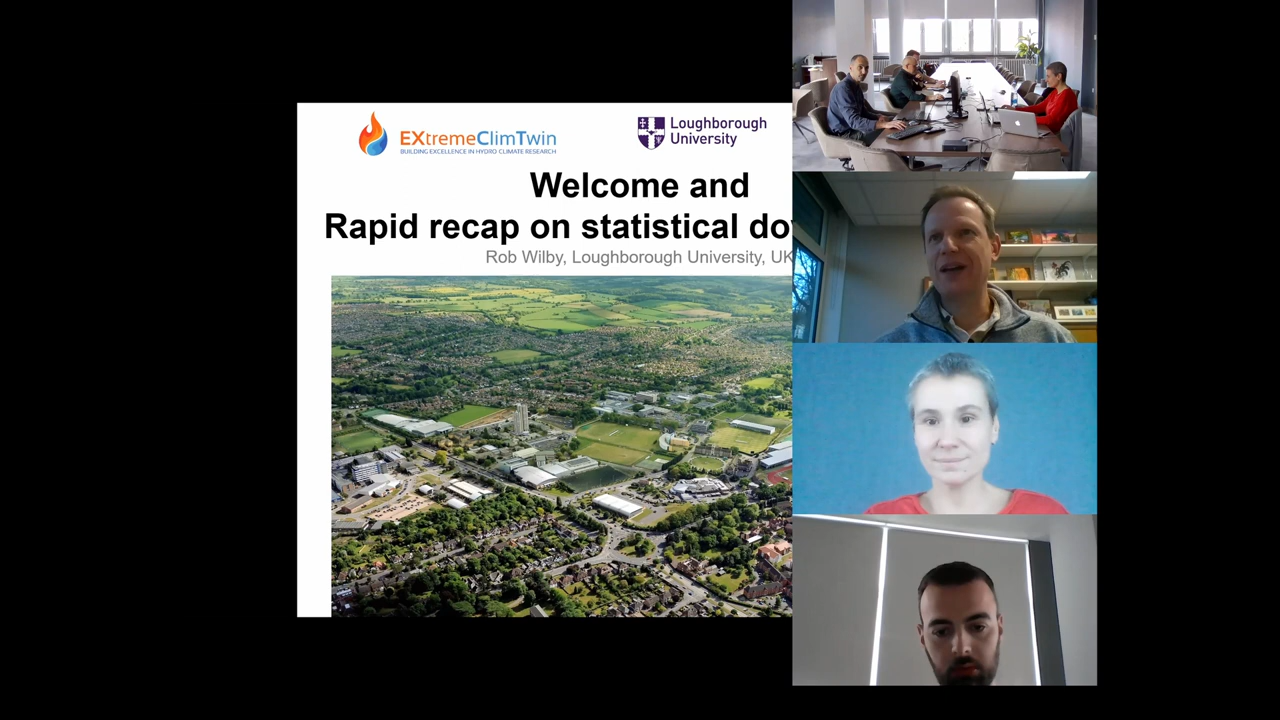 EXtremeClimTwin
BUILDING EXCELLENCE IN HYDRO CLIMATE RESEARCH
Loughborough
University
Welcome and
Rapid recap on statistical do
Rob Wilby, Loughborough University, UK